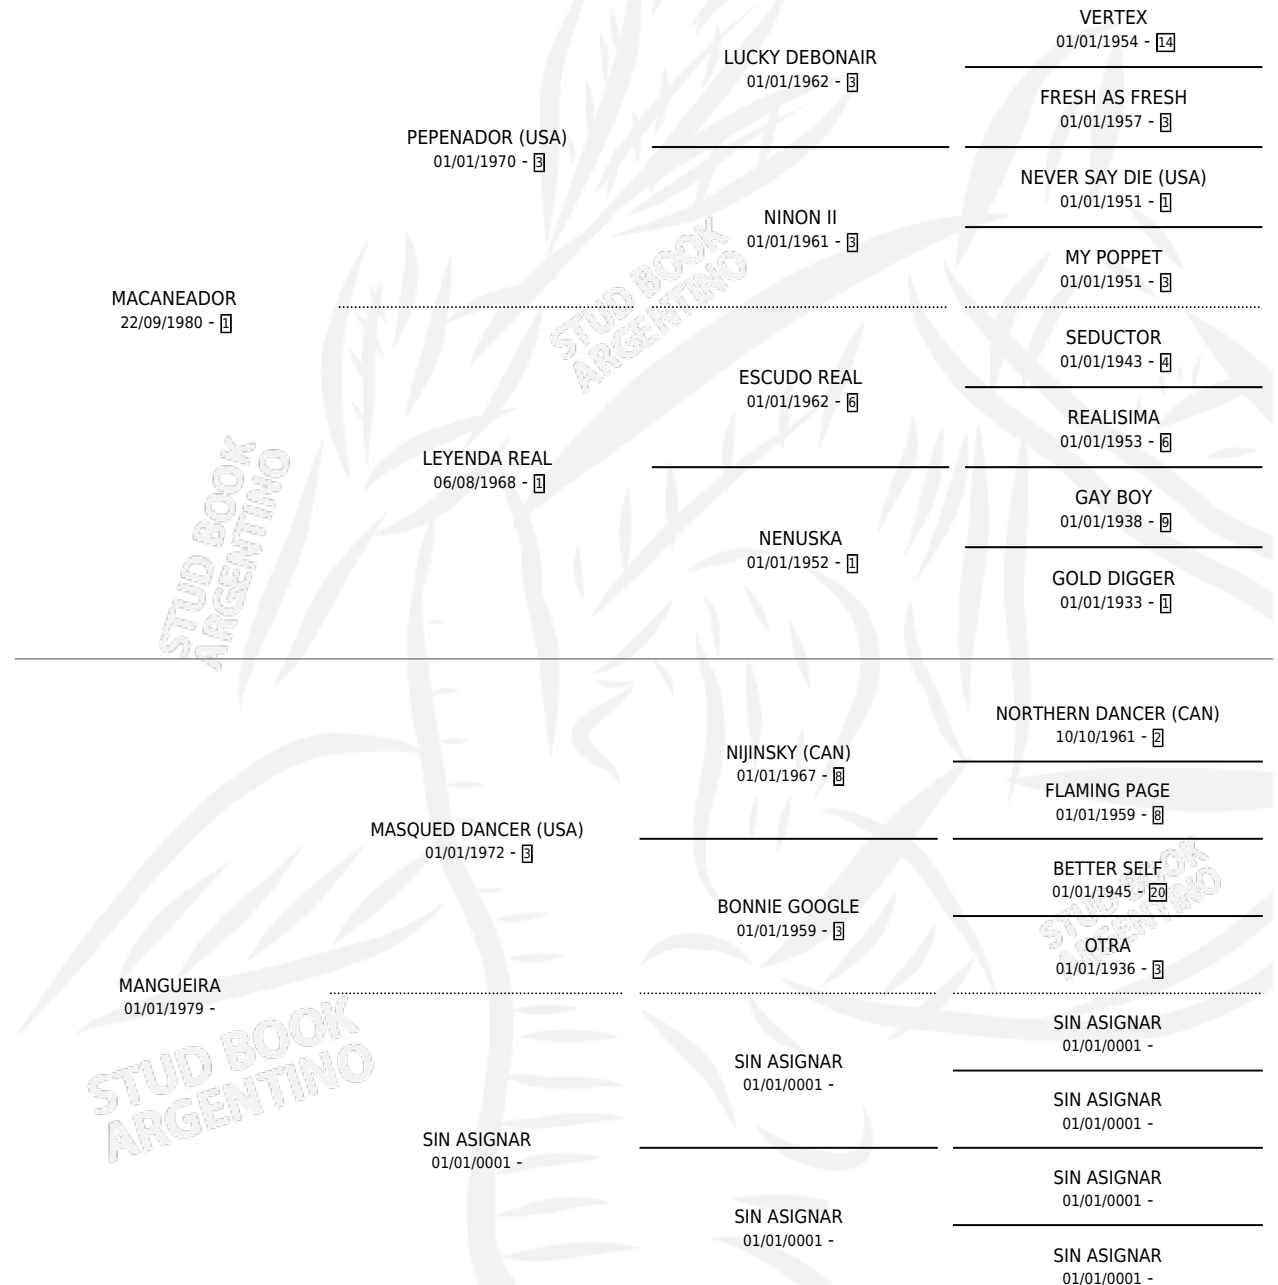 VERTEX
01/01/1954 - 14
LUCKY DEBONAIR
01/01/1962 - 3
FRESH AS FRESH
01/01/1957 - 3
PEPENADOR (USA)
01/01/1970 - 3
NEVER SAY DIE (USA)
01/01/1951 - 1
NINON II
01/01/1961 - 3
MY POPPET
01/01/1951 - 3
MACANEADOR
22/09/1980 - 1
SEDUCTOR
01/01/1943 - 4
ESCUDO REAL
01/01/1962 - 6
REALISIMA
01/01/1953 - 6
LEYENDA REAL
06/08/1968 - 1
GAY BOY
01/01/1938 - 9
NENUSKA
01/01/1952 - 1
GOLD DIGGER
01/01/1933 - 1
STUD BOOK
ARGENTINO
STUD BOOK
ARGENTINO
NORTHERN DANCER (CAN)
10/10/1961 - 2
NIJINSKY (CAN)
01/01/1967 - 8
FLAMING PAGE
01/01/1959 - 8
MASQUED DANCER (USA)
01/01/1972 - 3
BETTER SELF
01/01/1945 - 20
BONNIE GOOGLE
01/01/1959 - 3
OTRA
01/01/1936 - 3
STUD BOOK
ARGENTINO
MANGUEIRA
01/01/1979 -
SIN ASIGNAR
01/01/0001 -
SIN ASIGNAR
01/01/0001 -
SIN ASIGNAR
01/01/0001 -
SIN ASIGNAR
01/01/0001 -
SIN ASIGNAR
01/01/0001 -
SIN ASIGNAR
01/01/0001 -
SIN ASIGNAR
01/01/0001 -
STUD BOOK
ARGENTINO